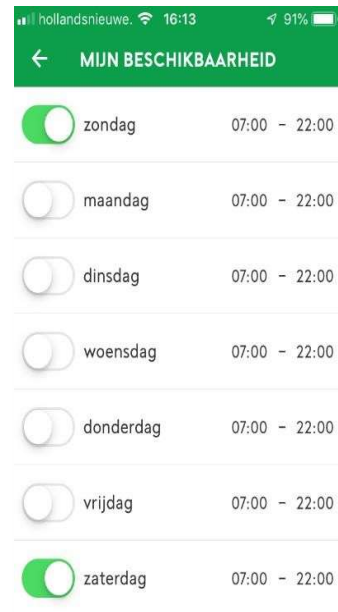 hollandsnieuwe. 16:13 91%
← MIJN BESCHIKBAARHEID
zondag 07:00 - 22:00
maandag 07:00 - 22:00
dinsdag 07:00 - 22:00
woensdag 07:00 - 22:00
donderdag 07:00 - 22:00
vrijdag 07:00 - 22:00
zaterdag 07:00 - 22:00